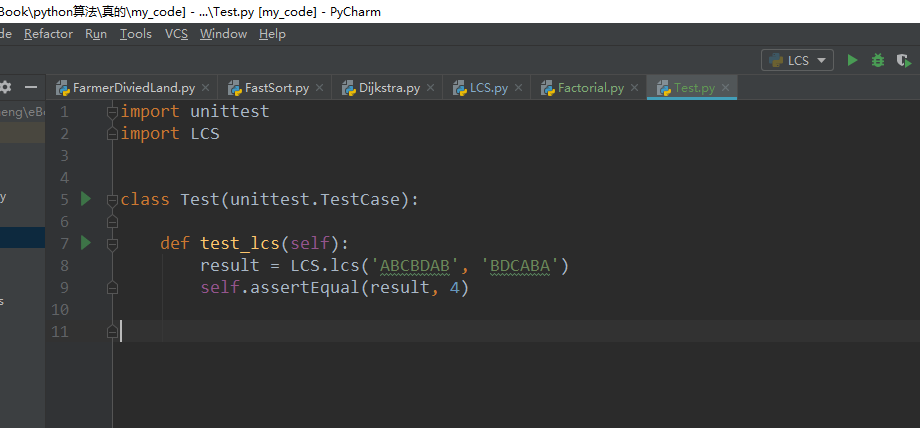 Book\python算法\真的\my_code] - ...\Test.py [my_code] - PyCharm
de Refactor Run Tools VCS Window Help
LCS
FarmerDiviedLand.py FastSort.py Dijkstra.py LCS.py Factorial.py Test.py
eng\eB
1 import unittest
2 import LCS
3
4
y
5 class Test(unittest.TestCase):
6
7 def test_lcs(self):
8 result = LCS.lcs('ABCBDAB', 'BDCABA')
s
9 self.assertEqual(result, 4)
10
11